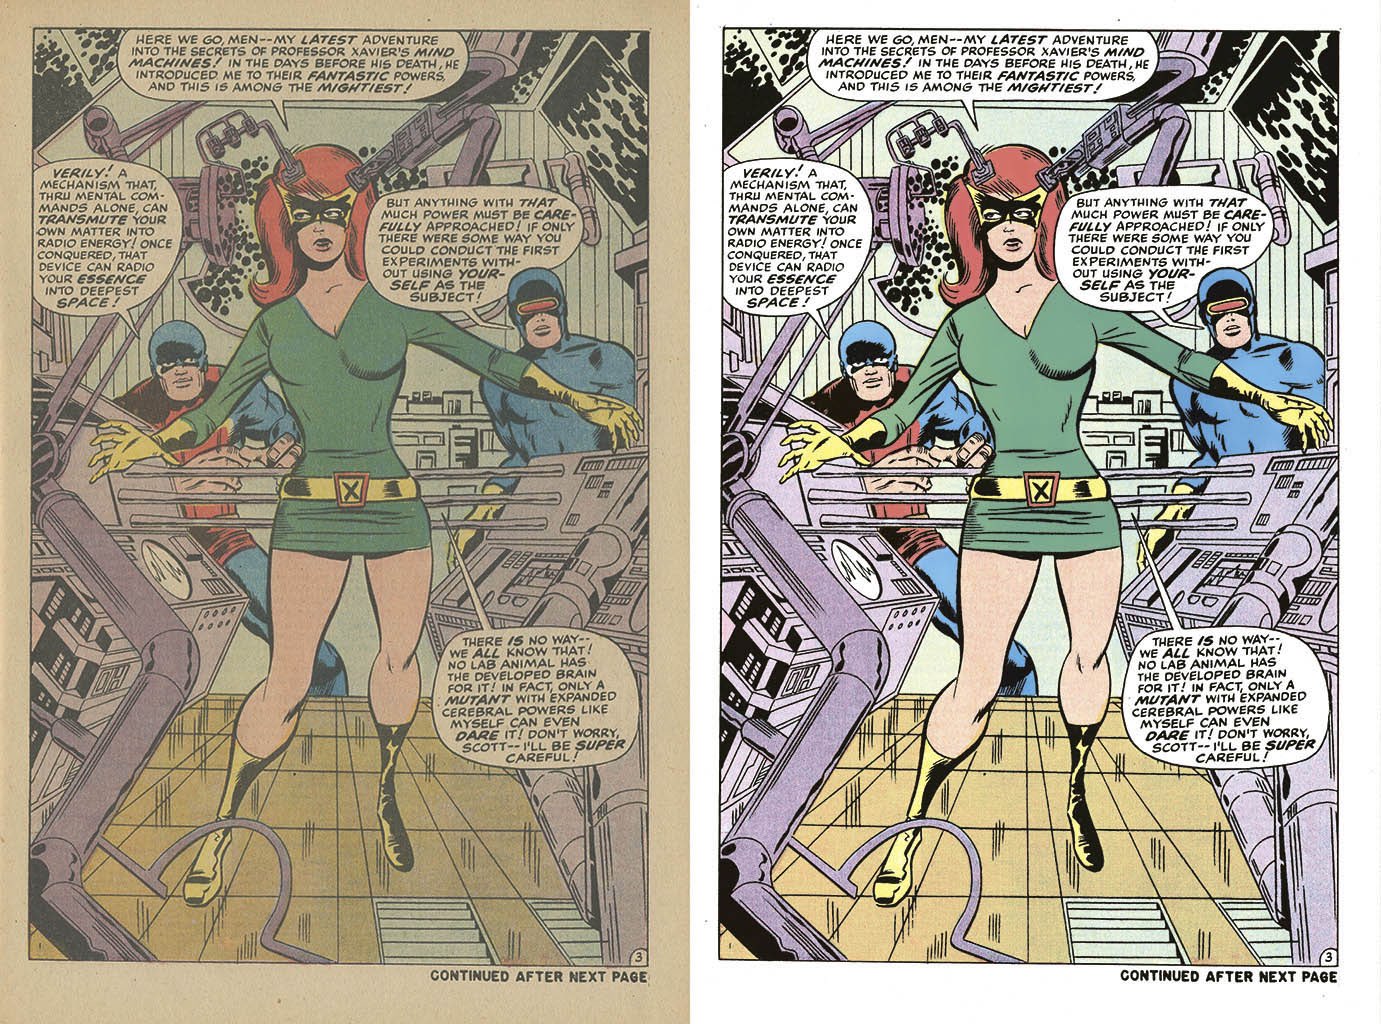 HERE WE GO, MEN--MY LATEST ADVENTURE
INTO THE SECRETS OF PROFESSOR XAVIER'S MIND
MACHINES! IN THE DAYS BEFORE HIS DEATH, HE
INTRODUCED ME TO THEIR FANTASTIC POWERS,
AND THIS IS AMONG THE MIGHTIEST!
VERILY! A
MECHANISM THAT,
THRU MENTAL COM-
MANDS ALONE, CAN
TRANSMUTE YOUR
OWN MATTER INTO
RADIO ENERGY! ONCE
CONQUERED, THAT
DEVICE CAN RADIO
YOUR ESSENCE
INTO DEEPEST
SPACE!
BUT ANYTHING WITH THAT
MUCH POWER MUST BE CARE-
FULLY APPROACHED! IF ONLY
THERE WERE SOME WAY YOU
COULD CONDUCT THE FIRST
EXPERIMENTS WITH-
OUT USING YOUR-
SELF AS THE
SUBJECT!
X
THERE IS NO WAY--
WE ALL KNOW THAT!
NO LAB ANIMAL HAS
THE DEVELOPED BRAIN
FOR IT! IN FACT, ONLY A
MUTANT WITH EXPANDED
CEREBRAL POWERS LIKE
MYSELF CAN EVEN
DARE IT! DON'T WORRY,
SCOTT--I'LL BE SUPER
CAREFUL!
3
CONTINUED AFTER NEXT PAGE
HERE WE GO, MEN--MY LATEST ADVENTURE
INTO THE SECRETS OF PROFESSOR XAVIER'S MIND
MACHINES! IN THE DAYS BEFORE HIS DEATH, HE
INTRODUCED ME TO THEIR FANTASTIC POWERS,
AND THIS IS AMONG THE MIGHTIEST!
VERILY! A
MECHANISM THAT,
THRU MENTAL COM-
MANDS ALONE, CAN
TRANSMUTE YOUR
OWN MATTER INTO
RADIO ENERGY! ONCE
CONQUERED, THAT
DEVICE CAN RADIO
YOUR ESSENCE
INTO DEEPEST
SPACE!
BUT ANYTHING WITH THAT
MUCH POWER MUST BE CARE-
FULLY APPROACHED! IF ONLY
THERE WERE SOME WAY YOU
COULD CONDUCT THE FIRST
EXPERIMENTS WITH-
OUT USING YOUR-
SELF AS THE
SUBJECT!
X
THERE IS NO WAY--
WE ALL KNOW THAT!
NO LAB ANIMAL HAS
THE DEVELOPED BRAIN
FOR IT! IN FACT, ONLY A
MUTANT WITH EXPANDED
CEREBRAL POWERS LIKE
MYSELF CAN EVEN
DARE IT! DON'T WORRY,
SCOTT--I'LL BE SUPER
CAREFUL!
3
CONTINUED AFTER NEXT PAGE